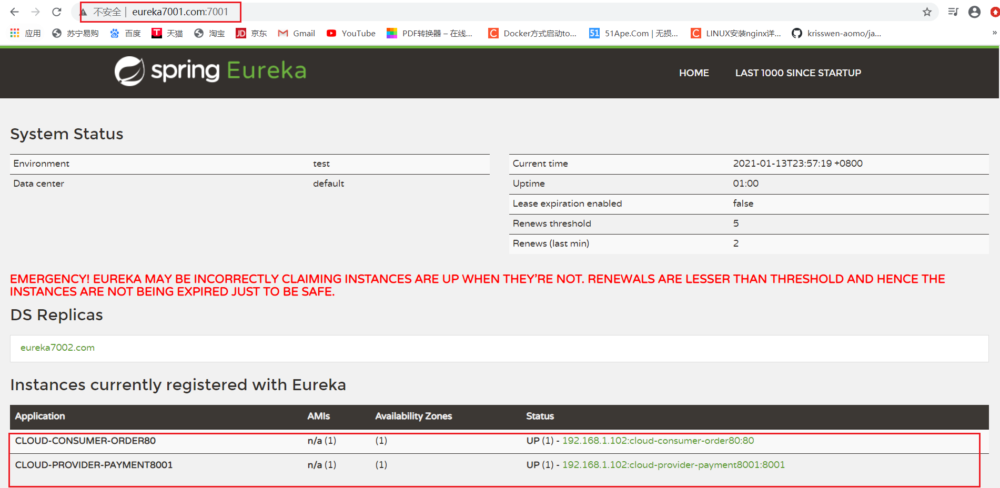 不安全 | eureka7001.com:7001
应用 苏宁易购 百度 T 天猫 淘宝 JD 京东 Gmail YouTube PDF转换器 – 在线... C Docker方式启动to... 51 51Ape.Com | 无损... C LINUX安装nginx详... krisswen-aomo/ja... »
spring Eureka HOME LAST 1000 SINCE STARTUP
System Status
Environment test
Data center default
Current time 2021-01-13T23:57:19 +0800
Uptime 01:00
Lease expiration enabled false
Renews threshold 5
Renews (last min) 2
EMERGENCY! EUREKA MAY BE INCORRECTLY CLAIMING INSTANCES ARE UP WHEN THEY'RE NOT. RENEWALS ARE LESSER THAN THRESHOLD AND HENCE THE
INSTANCES ARE NOT BEING EXPIRED JUST TO BE SAFE.
DS Replicas
eureka7002.com
Instances currently registered with Eureka
Application AMIs Availability Zones Status
CLOUD-CONSUMER-ORDER80 n/a (1) (1) UP (1) - 192.168.1.102:cloud-consumer-order80:80
CLOUD-PROVIDER-PAYMENT8001 n/a (1) (1) UP (1) - 192.168.1.102:cloud-provider-payment8001:8001